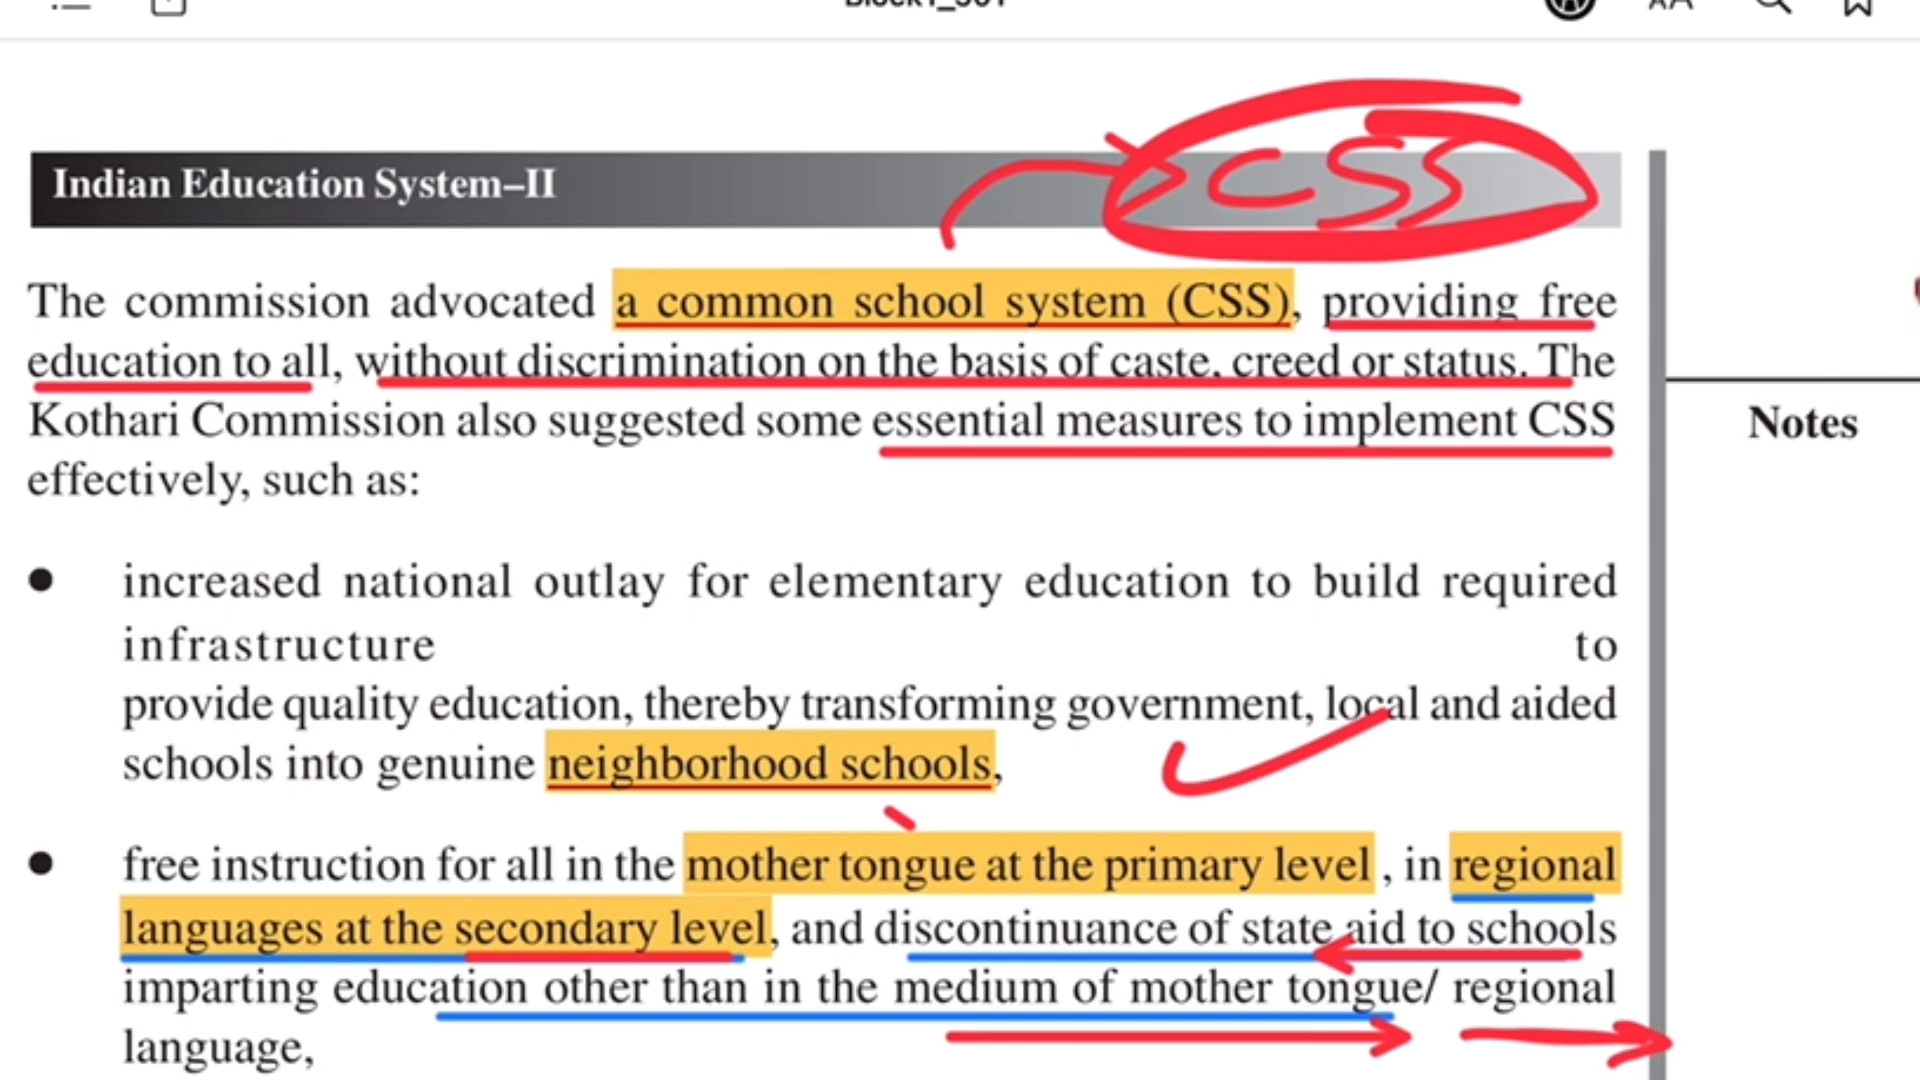 CSS
Indian Education System–II
The commission advocated a common school system (CSS), providing free
education to all, without discrimination on the basis of caste, creed or status. The
Kothari Commission also suggested some essential measures to implement CSS
effectively, such as:
Notes
● increased national outlay for elementary education to build required
infrastructure to
provide quality education, thereby transforming government, local and aided
schools into genuine neighborhood schools,
● free instruction for all in the mother tongue at the primary level , in regional
languages at the secondary level, and discontinuance of state aid to schools
imparting education other than in the medium of mother tongue/ regional
language,